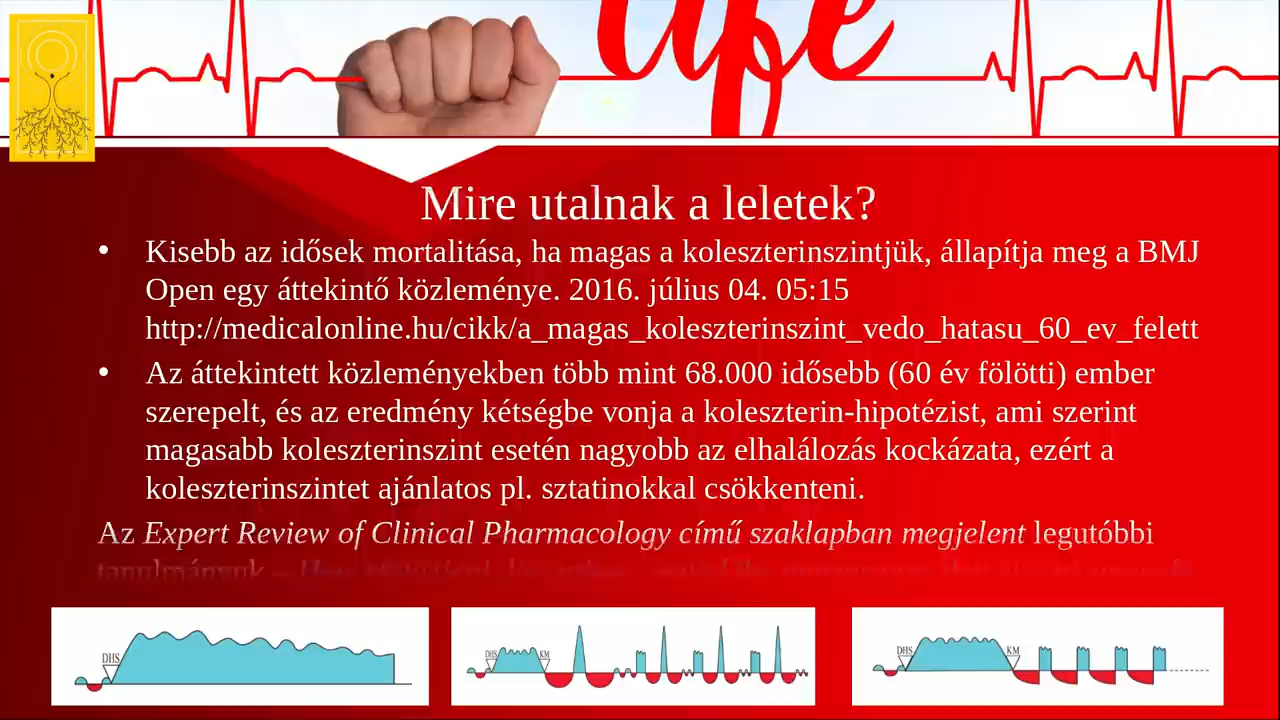 life
Mire utalnak a leletek?
• Kisebb az idősek mortalitása, ha magas a koleszterinszintjük, állapítja meg a BMJ
Open egy áttekintő közleménye. 2016. július 04. 05:15
http://medicalonline.hu/cikk/a_magas_koleszterinszint_vedo_hatasu_60_ev_felett
• Az áttekintett közleményekben több mint 68.000 idősebb (60 év fölötti) ember
szerepelt, és az eredmény kétségbe vonja a koleszterin-hipotézist, ami szerint
magasabb koleszterinszint esetén nagyobb az elhalálozás kockázata, ezért a
koleszterinszintet ajánlatos pl. sztatinokkal csökkenteni.
Az Expert Review of Clinical Pharmacology című szaklapban megjelent legutóbbi
DHS
DHS KM
DHS KM